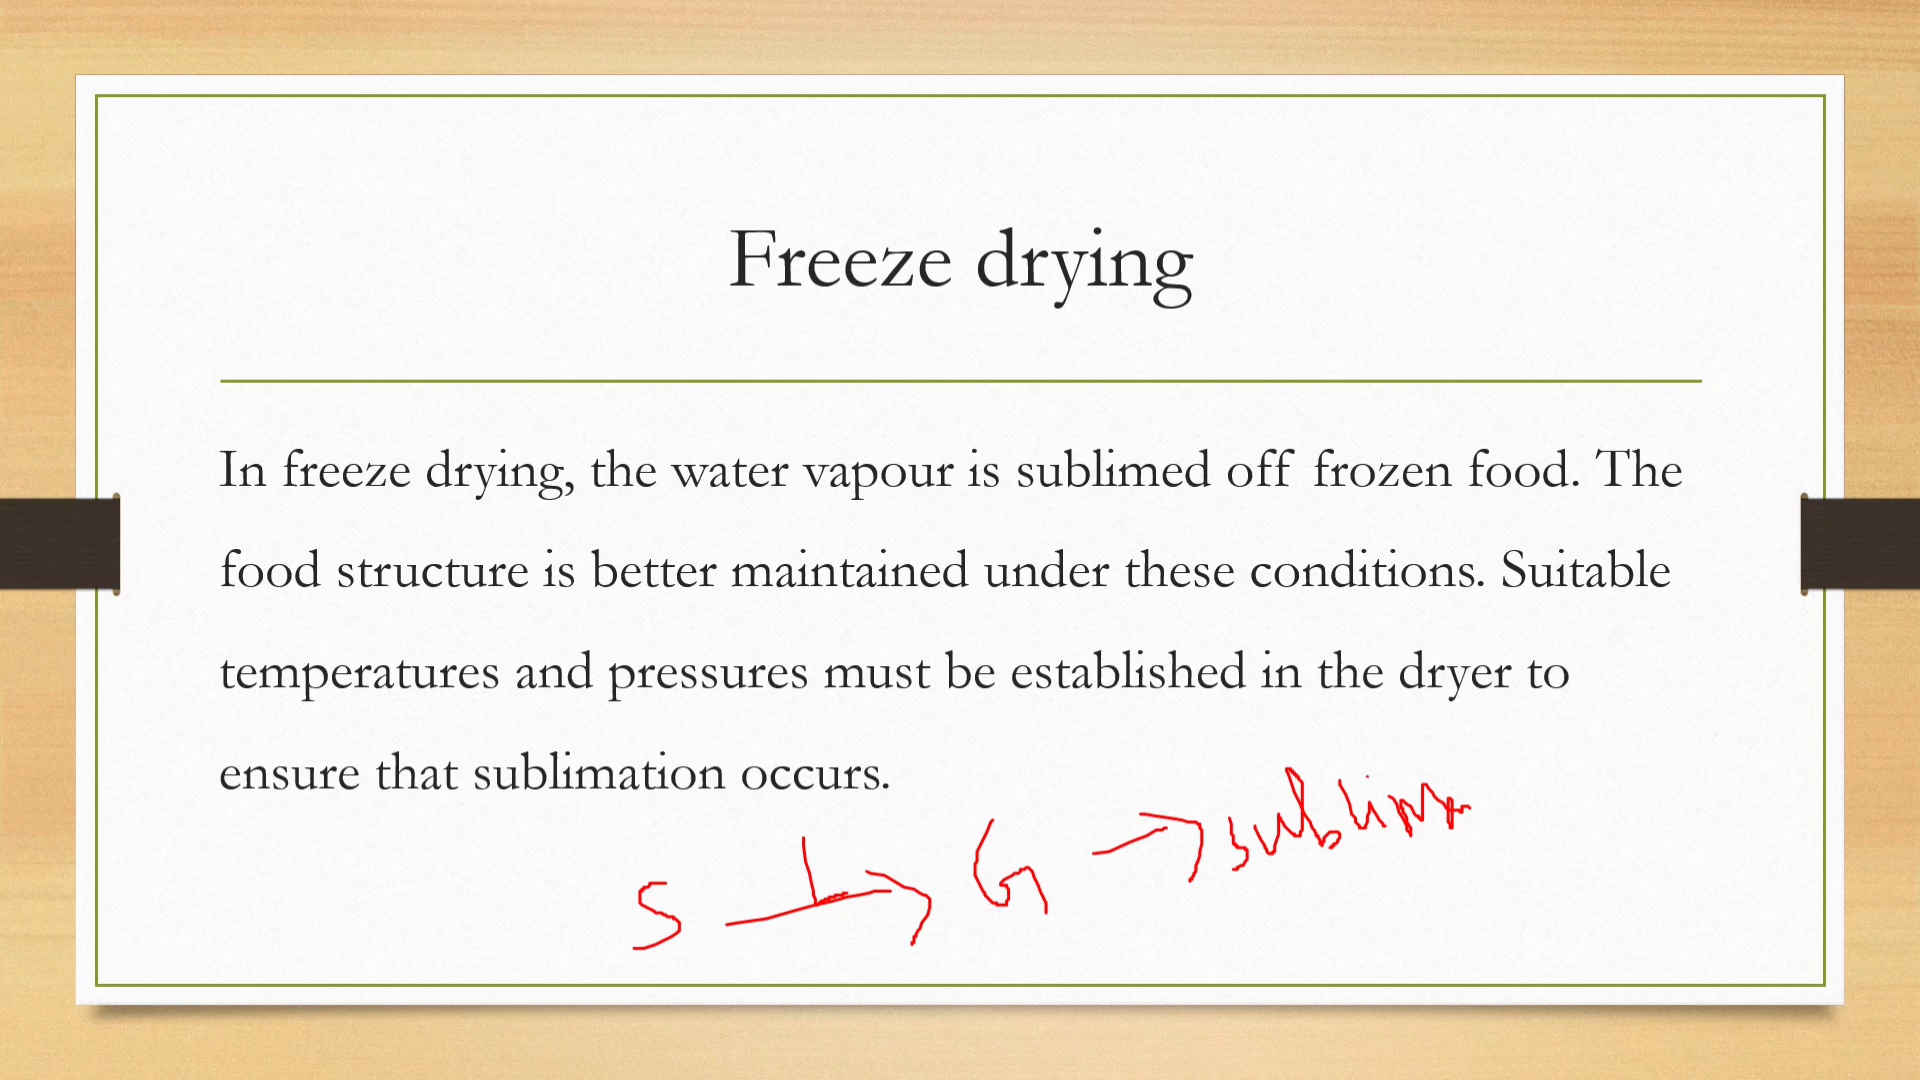 Freeze drying
In freeze drying, the water vapour is sublimed off frozen food. The
food structure is better maintained under these conditions. Suitable
temperatures and pressures must be established in the dryer to
ensure that sublimation occurs.
S L G